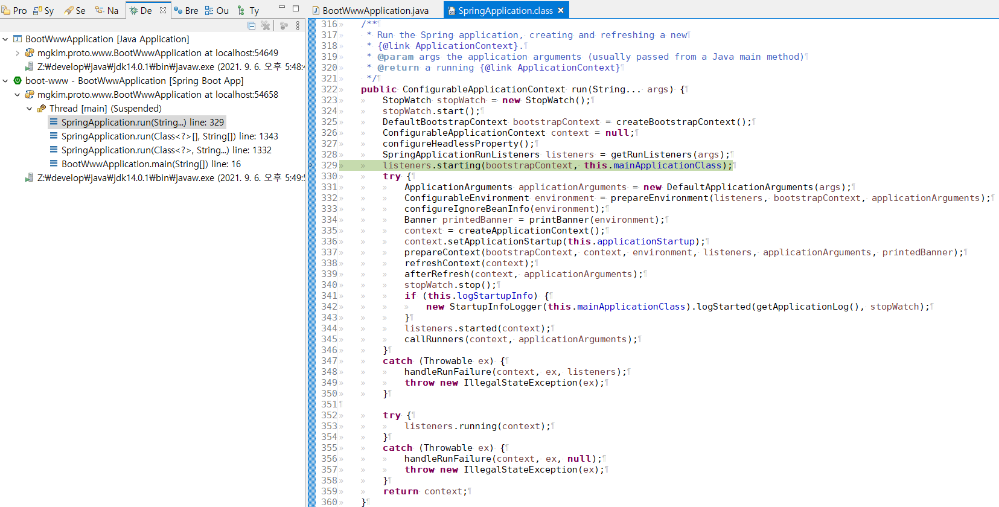 Pro Sy Se Na De Bre Ou Ty
BootWwwApplication [Java Application]
mgkim.proto.www.BootWwwApplication at localhost:54649
Z:₩develop₩java₩jdk14.0.1₩bin₩javaw.exe (2021. 9. 6. 오후 5:48:
boot-www - BootWwwApplication [Spring Boot App]
mgkim.proto.www.BootWwwApplication at localhost:54658
Thread [main] (Suspended)
SpringApplication.run(String...) line: 329
SpringApplication.run(Class<?>[], String[]) line: 1343
SpringApplication.run(Class<?>, String...) line: 1332
BootWwwApplication.main(String[]) line: 16
Z:₩develop₩java₩jdk14.0.1₩bin₩javaw.exe (2021. 9. 6. 오후 5:49:
BootWwwApplication.java SpringApplication.class
316 /**
317 * Run the Spring application, creating and refreshing a new
318 * {@link ApplicationContext}.
319 * @param args the application arguments (usually passed from a Java main method)
320 * @return a running {@link ApplicationContext}
321 */
322 public ConfigurableApplicationContext run(String... args) {
323 StopWatch stopWatch = new StopWatch();
324 stopWatch.start();
325 DefaultBootstrapContext bootstrapContext = createBootstrapContext();
326 ConfigurableApplicationContext context = null;
327 configureHeadlessProperty();
328 SpringApplicationRunListeners listeners = getRunListeners(args);
329 listeners.starting(bootstrapContext, this.mainApplicationClass);
330 try {
331 ApplicationArguments applicationArguments = new DefaultApplicationArguments(args);
332 ConfigurableEnvironment environment = prepareEnvironment(listeners, bootstrapContext, applicationArguments);
333 configureIgnoreBeanInfo(environment);
334 Banner printedBanner = printBanner(environment);
335 context = createApplicationContext();
336 context.setApplicationStartup(this.applicationStartup);
337 prepareContext(bootstrapContext, context, environment, listeners, applicationArguments, printedBanner);
338 refreshContext(context);
339 afterRefresh(context, applicationArguments);
340 stopWatch.stop();
341 if (this.logStartupInfo) {
342 new StartupInfoLogger(this.mainApplicationClass).logStarted(getApplicationLog(), stopWatch);
343 }
344 listeners.started(context);
345 callRunners(context, applicationArguments);
346 }
347 catch (Throwable ex) {
348 handleRunFailure(context, ex, listeners);
349 throw new IllegalStateException(ex);
350 }
351
352 try {
353 listeners.running(context);
354 }
355 catch (Throwable ex) {
356 handleRunFailure(context, ex, null);
357 throw new IllegalStateException(ex);
358 }
359 return context;
360 }